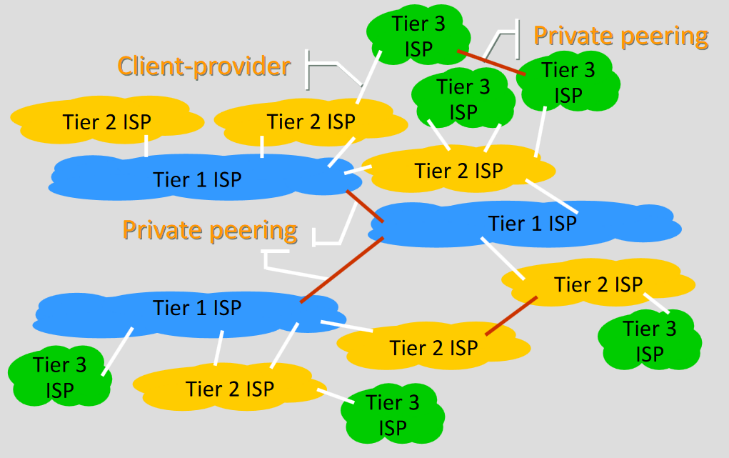 Tier 3
ISP
Private peering
Client-provider
Tier 3
ISP
Tier 3
ISP
Tier 2 ISP
Tier 2 ISP
Tier 2 ISP
Tier 1 ISP
Tier 1 ISP
Private peering
Tier 2 ISP
Tier 1 ISP
Tier 3
ISP
Tier 2 ISP
Tier 3
ISP
Tier 2 ISP
Tier 3
ISP